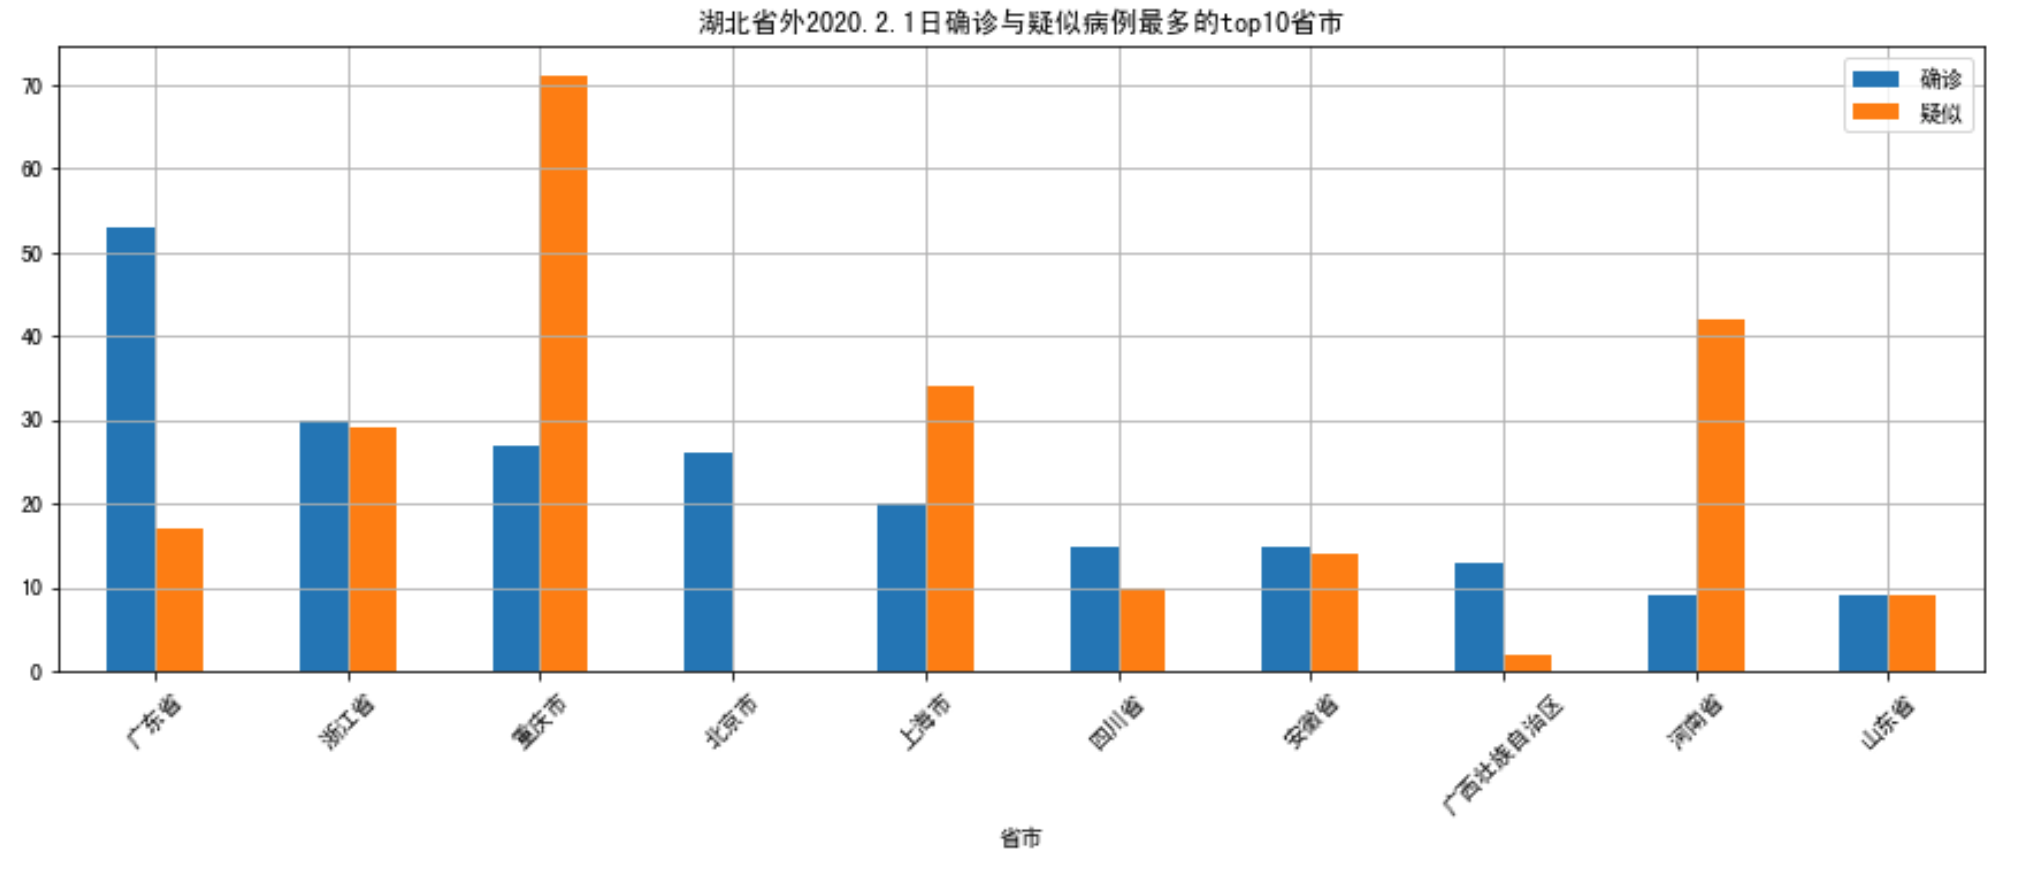 湖北省外2020.2.1日确诊与疑似病例最多的top10省市
确诊
疑似
70
60
50
40
30
20
10
0
广东省
浙江省
重庆市
北京市
上海市
四川省
安徽省
广西壮族自治区
河南省
山东省
省市